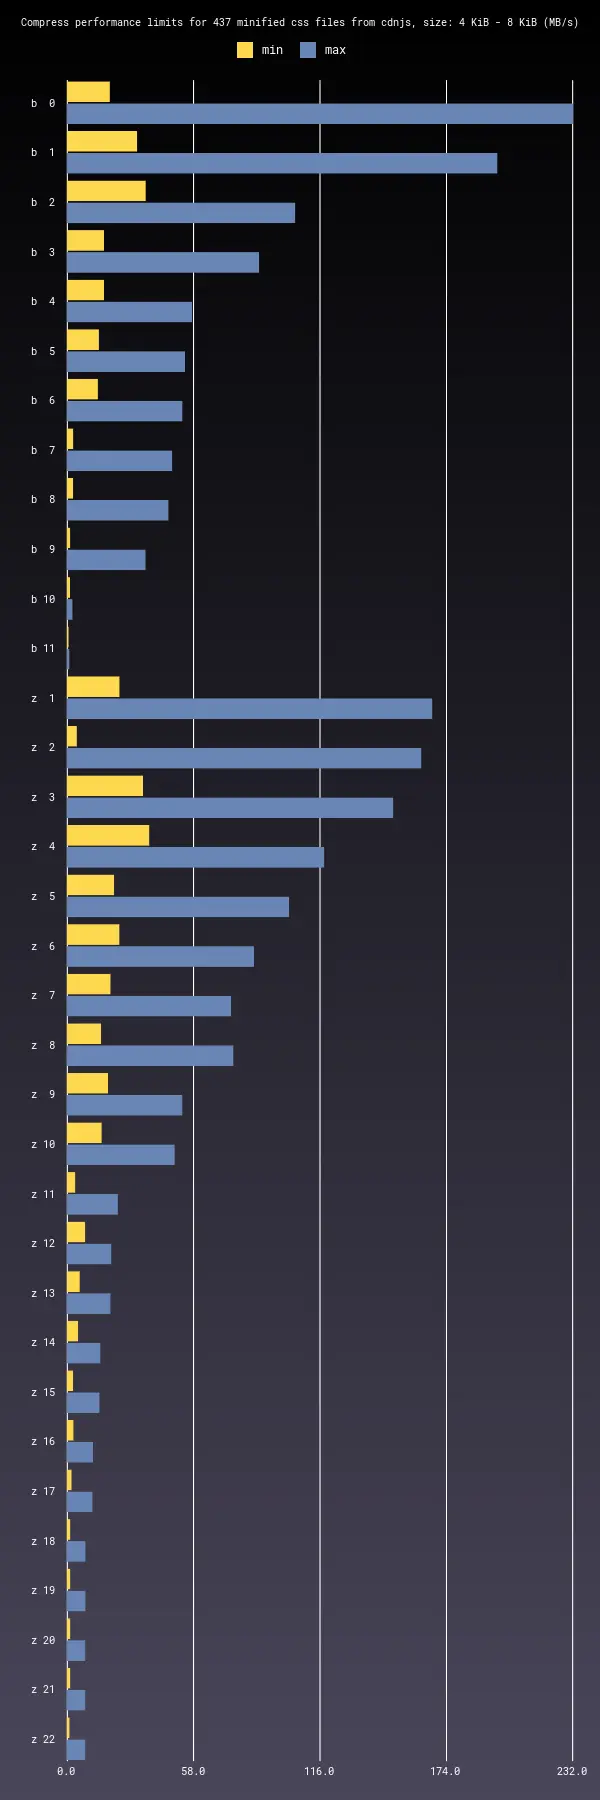 Compress performance limits for 437 minified css files from cdnjs, size: 4 KiB - 8 KiB (MB/s)
min max
b 0
b 1
b 2
b 3
b 4
b 5
b 6
b 7
b 8
b 9
b 10
b 11
z 1
z 2
z 3
z 4
z 5
z 6
z 7
z 8
z 9
z 10
z 11
z 12
z 13
z 14
z 15
z 16
z 17
z 18
z 19
z 20
z 21
z 22
0.0 58.0 116.0 174.0 232.0